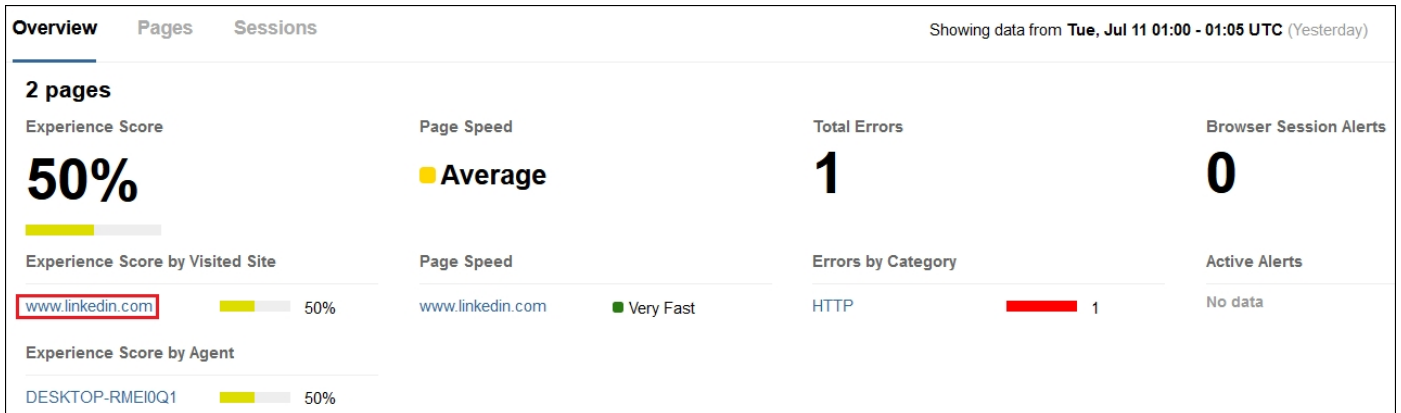 Overview Pages Sessions Showing data from Tue, Jul 11 01:00 - 01:05 UTC (Yesterday)
2 pages
Experience Score Page Speed Total Errors Browser Session Alerts
50% Average 1 0
Experience Score by Visited Site Page Speed Errors by Category Active Alerts
www.linkedin.com 50% www.linkedin.com Very Fast HTTP 1 No data
Experience Score by Agent
DESKTOP-RMEI0Q1 50%